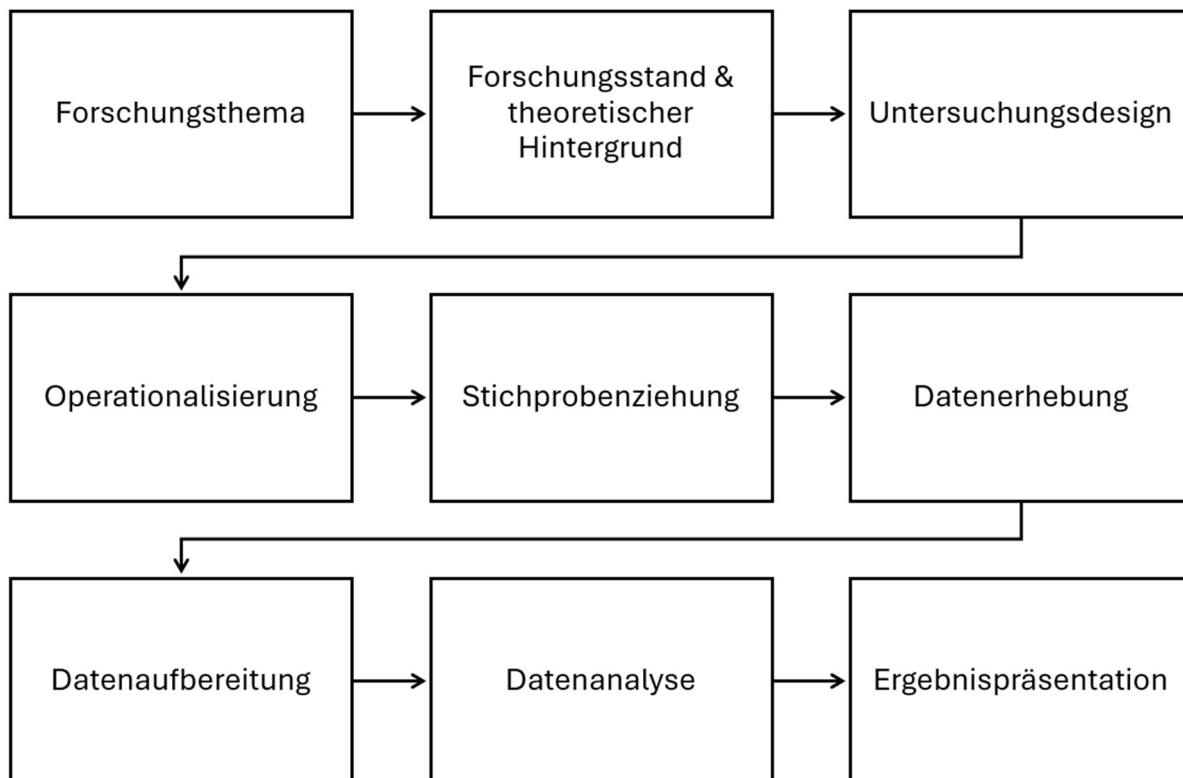 Forschungsthema
Forschungsstand &
theoretischer
Hintergrund
Untersuchungsdesign
Operationalisierung
Stichprobenziehung
Datenerhebung
Datenaufbereitung
Datenanalyse
Ergebnispräsentation